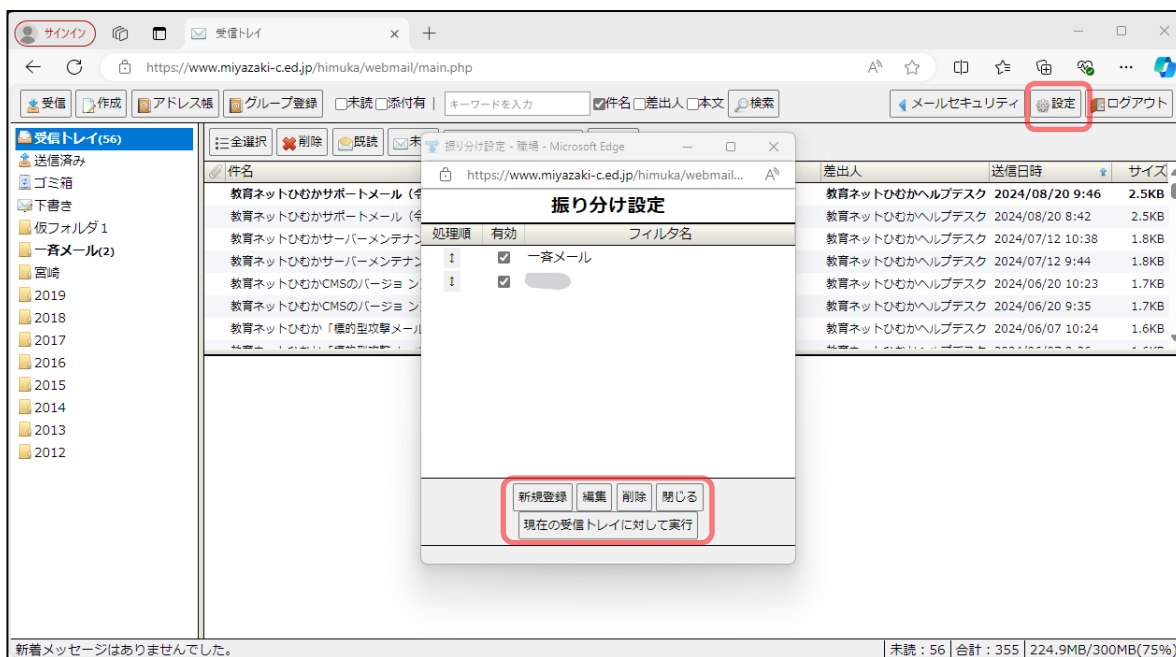 サインイン
受信トレイ
https://www.miyazaki-c.ed.jp/himuka/webmail/main.php
受信 作成 アドレス帳 グループ登録 未読 添付有 | キーワードを入力 件名 差出人 本文 検索 メールセキュリティ 設定 ログアウト
受信トレイ(56)
送信済み
ゴミ箱
下書き
仮フォルダ1
一斉メール(2)
宮崎
2019
2018
2017
2016
2015
2014
2013
2012
全選択 削除 既読 未
件名 差出人 送信日時 サイズ
教育ネットひむかサポートメール（令 教育ネットひむかヘルプデスク 2024/08/20 9:46 2.5KB
教育ネットひむかサポートメール（令 教育ネットひむかヘルプデスク 2024/08/20 8:42 2.5KB
教育ネットひむかサーバーメンテナン 教育ネットひむかヘルプデスク 2024/07/12 10:38 1.8KB
教育ネットひむかサーバーメンテナン 教育ネットひむかヘルプデスク 2024/07/12 9:44 1.8KB
教育ネットひむかCMSのバージョン 教育ネットひむかヘルプデスク 2024/06/20 10:23 1.7KB
教育ネットひむかCMSのバージョン 教育ネットひむかヘルプデスク 2024/06/20 9:35 1.7KB
教育ネットひむか「標的型攻撃メール 教育ネットひむかヘルプデスク 2024/06/07 10:24 1.6KB
振り分け設定 - 職場 - Microsoft Edge
https://www.miyazaki-c.ed.jp/himuka/webmail...
振り分け設定
処理順 有効 フィルタ名
一斉メール
新規登録 編集 削除 閉じる
現在の受信トレイに対して実行
新着メッセージはありませんでした。
未読：56 合計：355 224.9MB/300MB(75%)